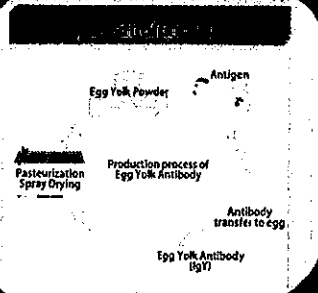 Antigen
Egg Yolk Powder
Production process of
Egg Yolk Antibody
Pasteurization
Spray Drying
Antibody
transfer to egg
Egg Yolk Antibody
(IgY)